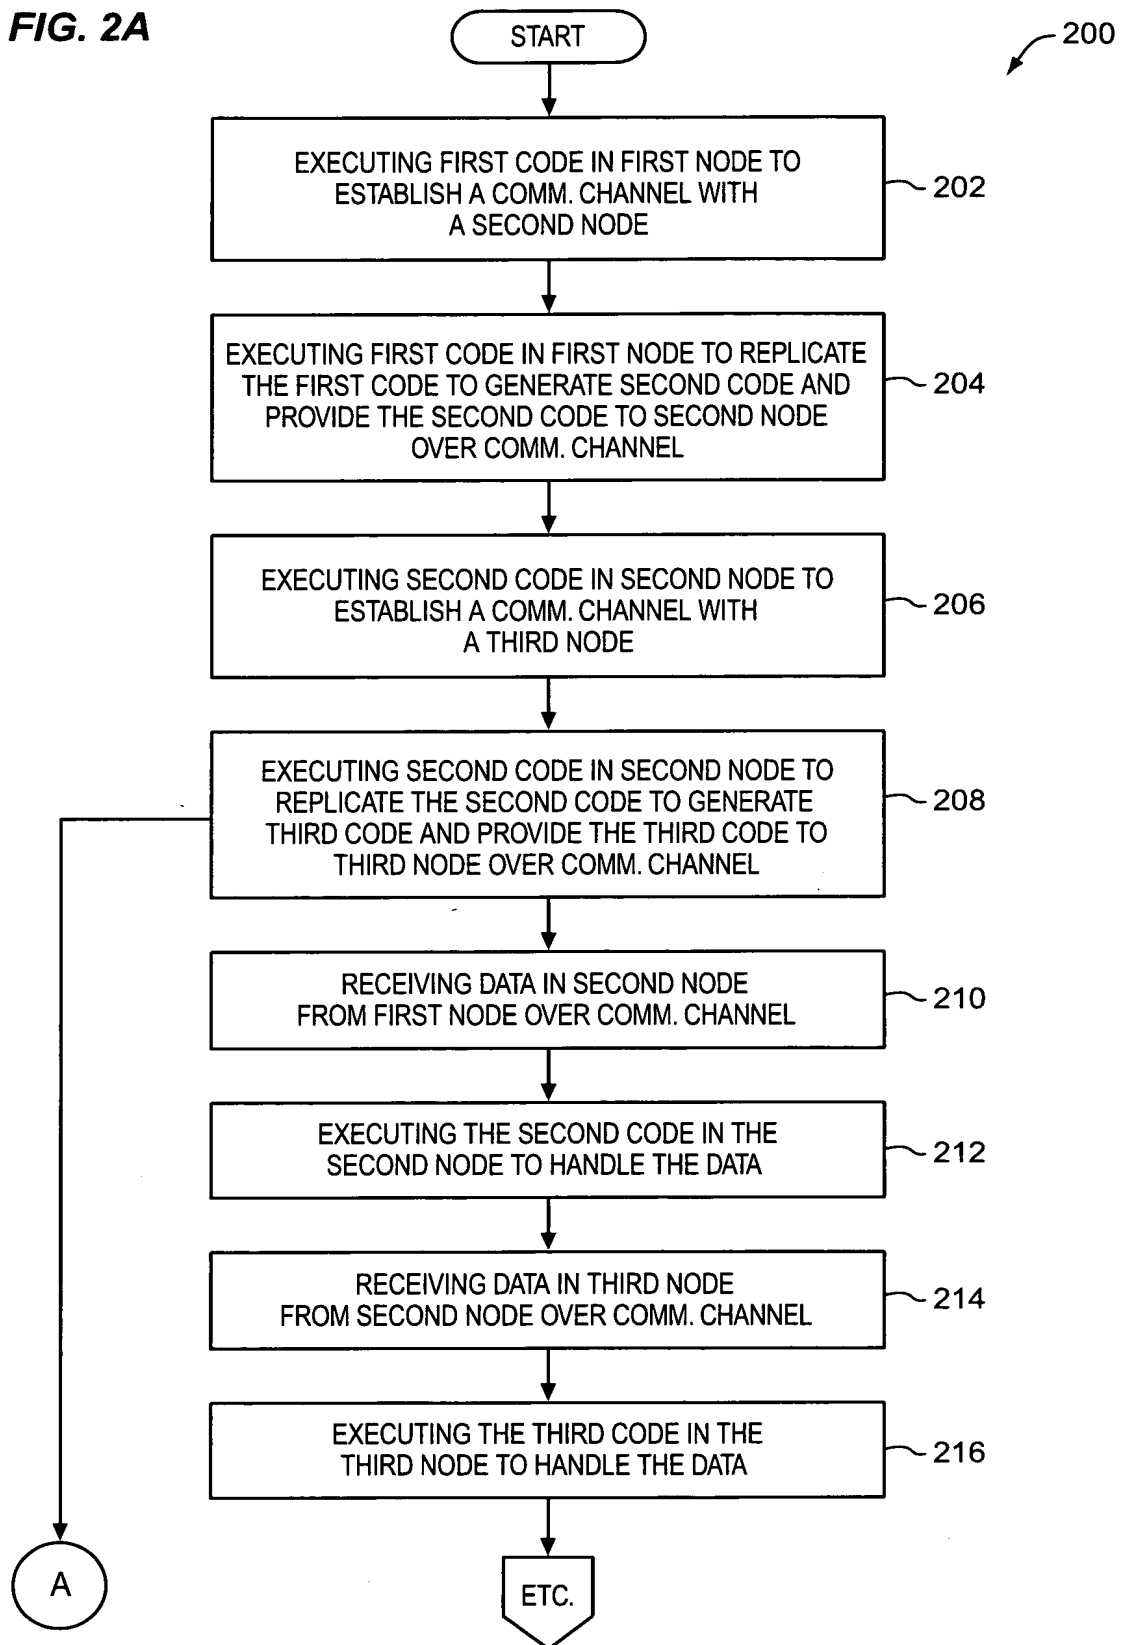 FIG. 2A
START
200
EXECUTING FIRST CODE IN FIRST NODE TO
ESTABLISH A COMM. CHANNEL WITH
A SECOND NODE
202
EXECUTING FIRST CODE IN FIRST NODE TO REPLICATE
THE FIRST CODE TO GENERATE SECOND CODE AND
PROVIDE THE SECOND CODE TO SECOND NODE
OVER COMM. CHANNEL
204
EXECUTING SECOND CODE IN SECOND NODE TO
ESTABLISH A COMM. CHANNEL WITH
A THIRD NODE
206
EXECUTING SECOND CODE IN SECOND NODE TO
REPLICATE THE SECOND CODE TO GENERATE
THIRD CODE AND PROVIDE THE THIRD CODE TO
THIRD NODE OVER COMM. CHANNEL
208
RECEIVING DATA IN SECOND NODE
FROM FIRST NODE OVER COMM. CHANNEL
210
EXECUTING THE SECOND CODE IN THE
SECOND NODE TO HANDLE THE DATA
212
RECEIVING DATA IN THIRD NODE
FROM SECOND NODE OVER COMM. CHANNEL
214
EXECUTING THE THIRD CODE IN THE
THIRD NODE TO HANDLE THE DATA
216
A
ETC.